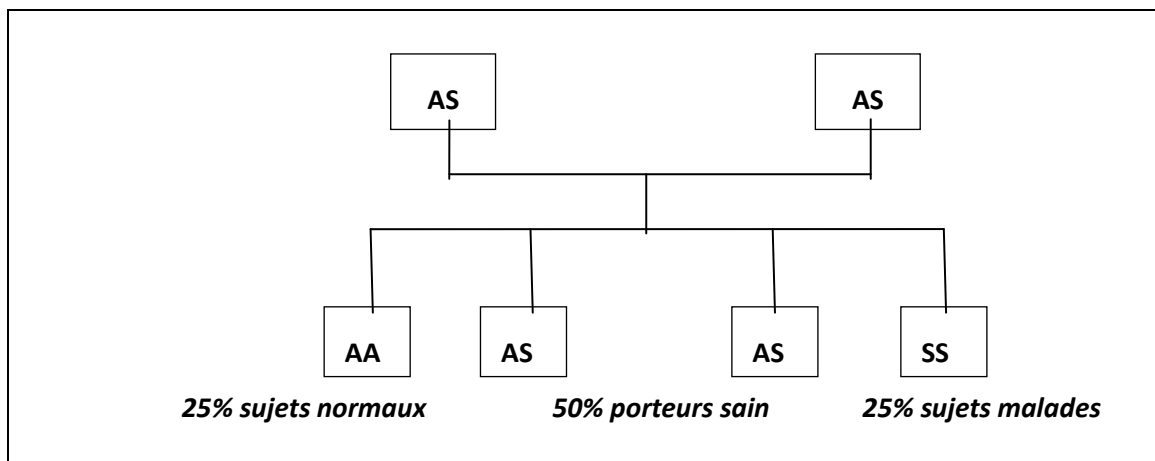 AS AS
AA AS AS SS
25% sujets normaux 50% porteurs sain 25% sujets malades